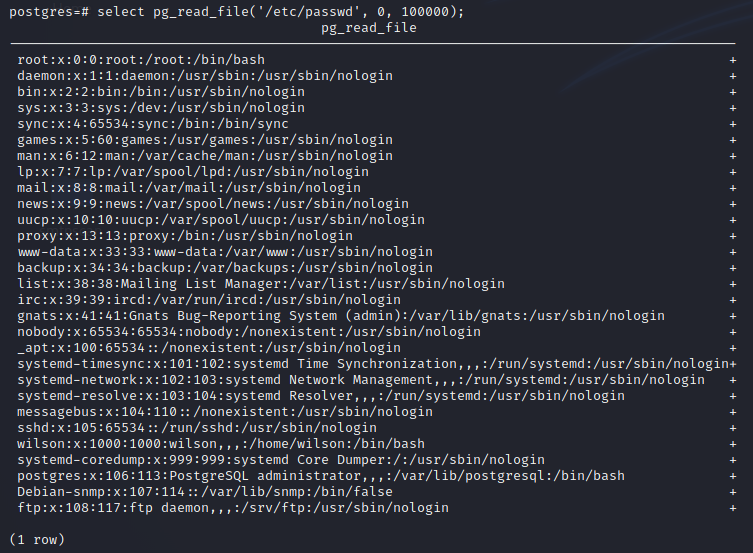 postgres=# select pg_read_file('/etc/passwd', 0, 100000);
pg_read_file
root:x:0:0:root:/root:/bin/bash +
daemon:x:1:1:daemon:/usr/sbin:/usr/sbin/nologin +
bin:x:2:2:bin:/bin:/usr/sbin/nologin +
sys:x:3:3:sys:/dev:/usr/sbin/nologin +
sync:x:4:65534:sync:/bin:/bin/sync +
games:x:5:60:games:/usr/games:/usr/sbin/nologin +
man:x:6:12:man:/var/cache/man:/usr/sbin/nologin +
lp:x:7:7:lp:/var/spool/lpd:/usr/sbin/nologin +
mail:x:8:8:mail:/var/mail:/usr/sbin/nologin +
news:x:9:9:news:/var/spool/news:/usr/sbin/nologin +
uucp:x:10:10:uucp:/var/spool/uucp:/usr/sbin/nologin +
proxy:x:13:13:proxy:/bin:/usr/sbin/nologin +
www-data:x:33:33:www-data:/var/www:/usr/sbin/nologin +
backup:x:34:34:backup:/var/backups:/usr/sbin/nologin +
list:x:38:38:Mailing List Manager:/var/list:/usr/sbin/nologin +
irc:x:39:39:ircd:/var/run/ircd:/usr/sbin/nologin +
gnats:x:41:41:Gnats Bug-Reporting System (admin):/var/lib/gnats:/usr/sbin/nologin +
nobody:x:65534:65534:nobody:/nonexistent:/usr/sbin/nologin +
_apt:x:100:65534::/nonexistent:/usr/sbin/nologin +
systemd-timesync:x:101:102:systemd Time Synchronization,,,:/run/systemd:/usr/sbin/nologin+
systemd-network:x:102:103:systemd Network Management,,,:/run/systemd:/usr/sbin/nologin +
systemd-resolve:x:103:104:systemd Resolver,,,:/run/systemd:/usr/sbin/nologin +
messagebus:x:104:110::/nonexistent:/usr/sbin/nologin +
sshd:x:105:65534::/run/sshd:/usr/sbin/nologin +
wilson:x:1000:1000:wilson,,,:/home/wilson:/bin/bash +
systemd-coredump:x:999:999:systemd Core Dumper:/:/usr/sbin/nologin +
postgres:x:106:113:PostgreSQL administrator,,,:/var/lib/postgresql:/bin/bash +
Debian-snmp:x:107:114::/var/lib/snmp:/bin/false +
ftp:x:108:117:ftp daemon,,,:/srv/ftp:/usr/sbin/nologin +
(1 row)